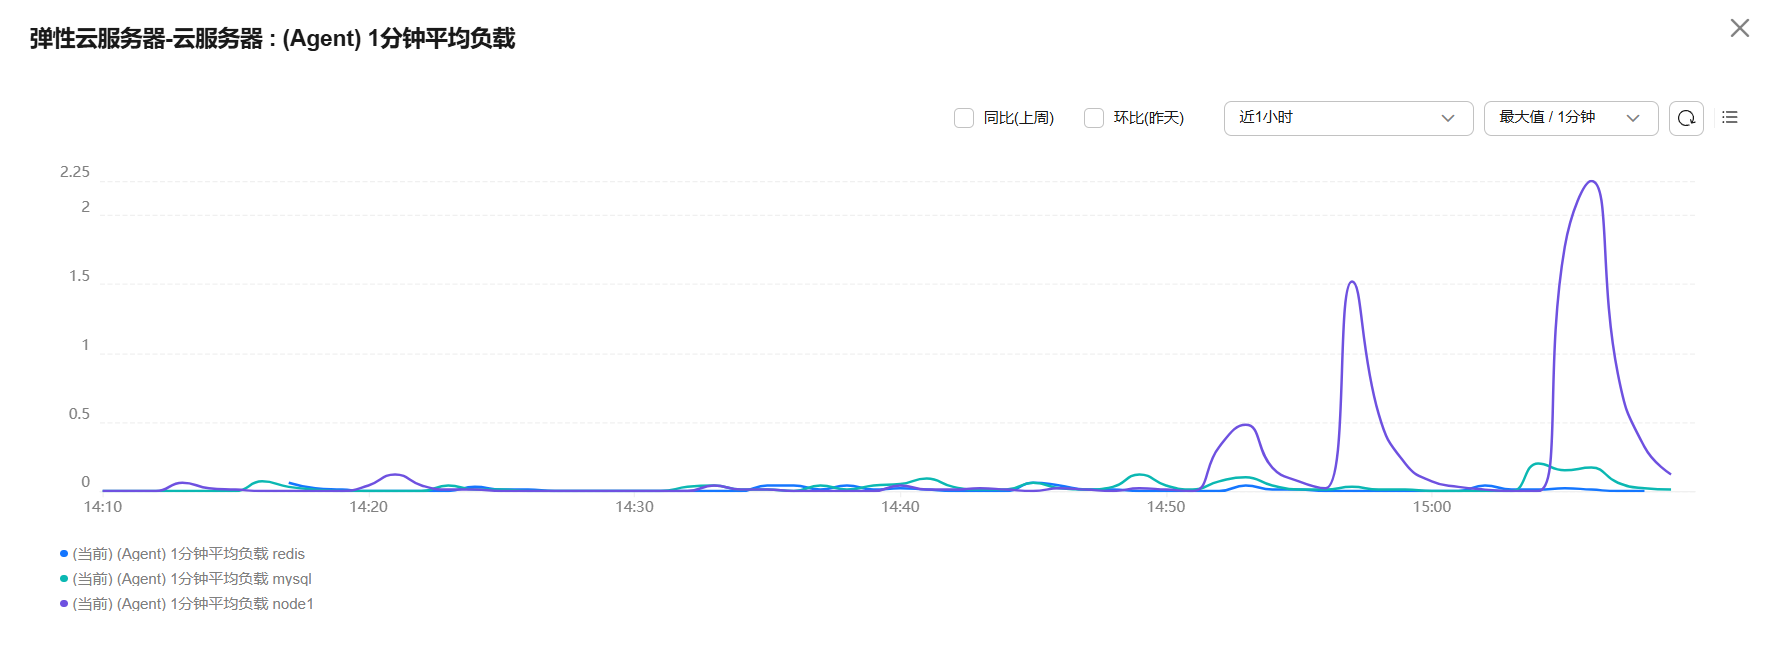 弹性云服务器-云服务器 : (Agent) 1分钟平均负载
同比(上周) 环比(昨天) 近1小时 最大值 / 1分钟
2.25
2
1.5
1
0.5
0
14:10 14:20 14:30 14:40 14:50 15:00
(当前) (Agent) 1分钟平均负载 redis
(当前) (Agent) 1分钟平均负载 mysql
(当前) (Agent) 1分钟平均负载 node1